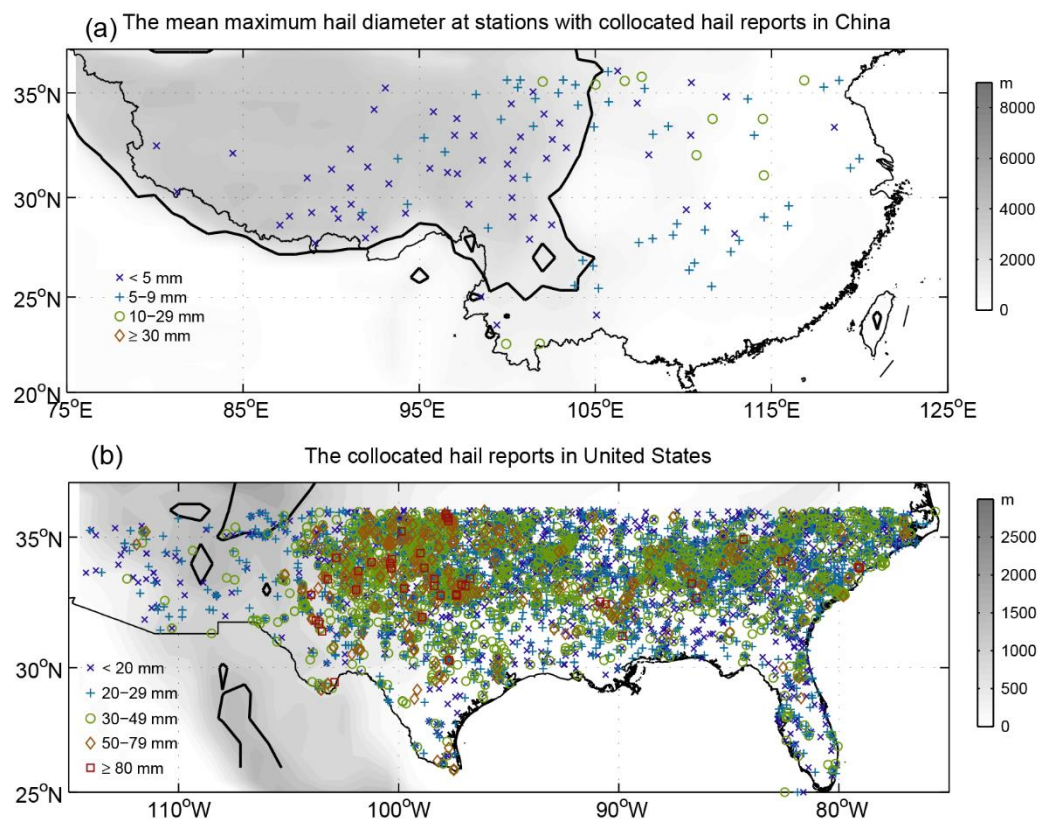 (a) The mean maximum hail diameter at stations with collocated hail reports in China
35°N
30°N
25°N
20°N
75°E 85°E 95°E 105°E 115°E 125°E
< 5 mm
5−9 mm
10−29 mm
≥ 30 mm
m
8000
6000
4000
2000
0
(b) The collocated hail reports in United States
35°N
30°N
25°N
110°W 100°W 90°W 80°W
< 20 mm
20−29 mm
30−49 mm
50−79 mm
≥ 80 mm
m
2500
2000
1500
1000
500
0